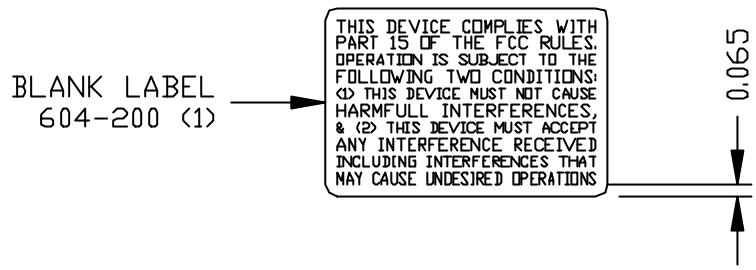 BLANK LABEL
604-200 (1)
THIS DEVICE COMPLIES WITH
PART 15 OF THE FCC RULES.
OPERATION IS SUBJECT TO THE
FOLLOWING TWO CONDITIONS:
(1) THIS DEVICE MUST NOT CAUSE
HARMFULL INTERFERENCES,
& (2) THIS DEVICE MUST ACCEPT
ANY INTERFERENCE RECEIVED
INCLUDING INTERFERENCES THAT
MAY CAUSE UNDESIRED OPERATIONS
0.065